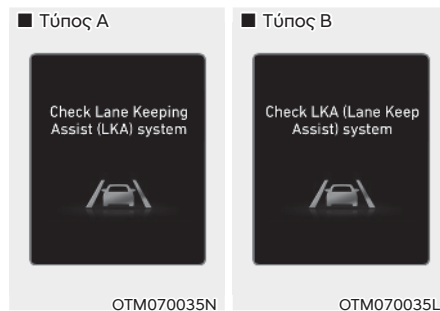 ■ Τύπος A
Check Lane Keeping
Assist (LKA) system
OTM070035N
■ Τύπος B
Check LKA (Lane Keep
Assist) system
OTM070035L